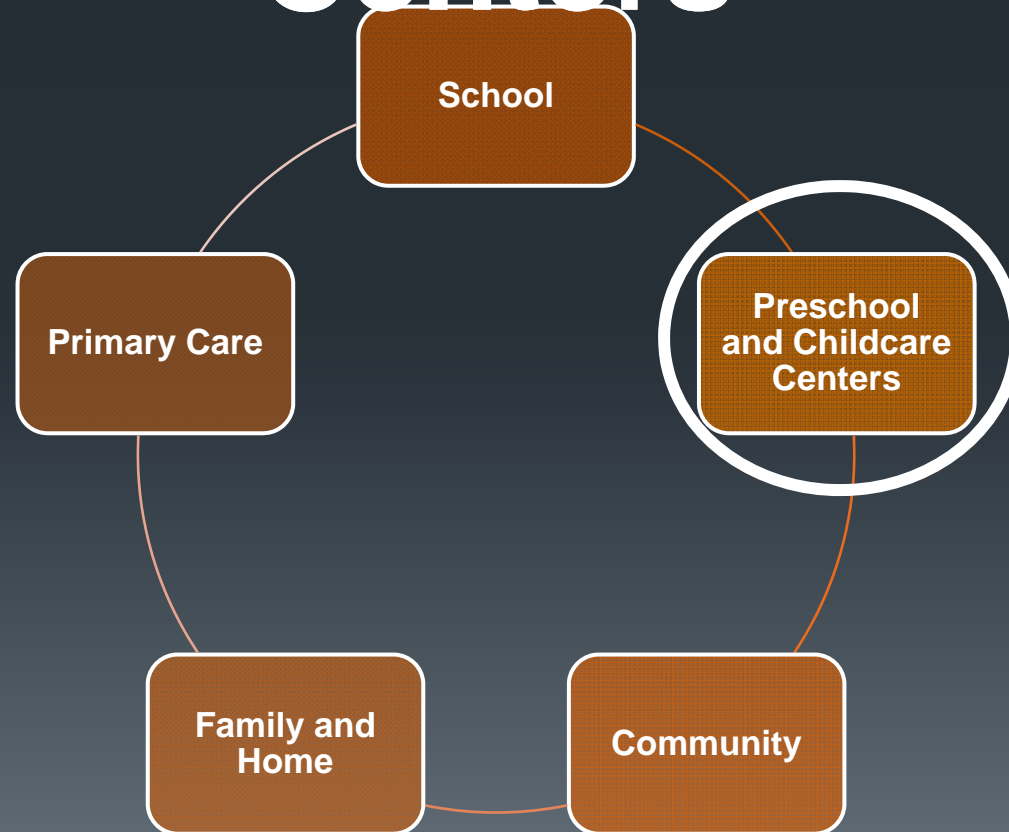 School
Preschool
and Childcare
Centers
Primary Care
Family and
Home
Community